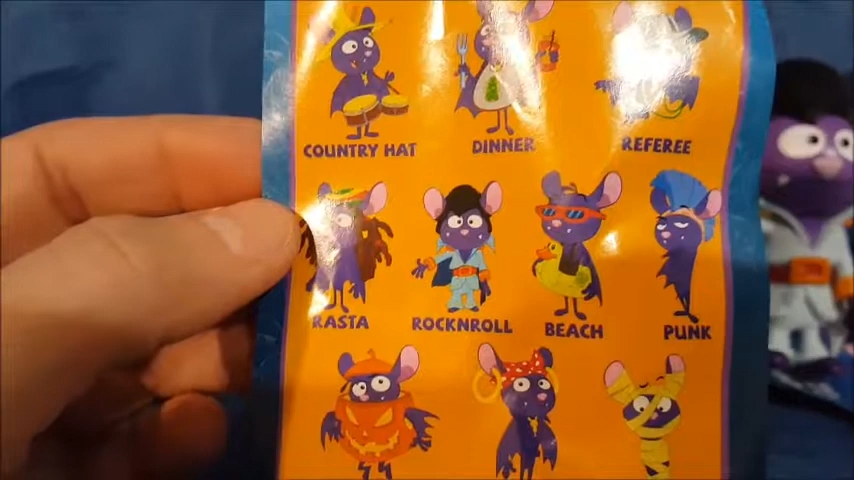 COUNTRY HAT DINNER REFEREE
RASTA ROCKNROLL BEACH PUNK